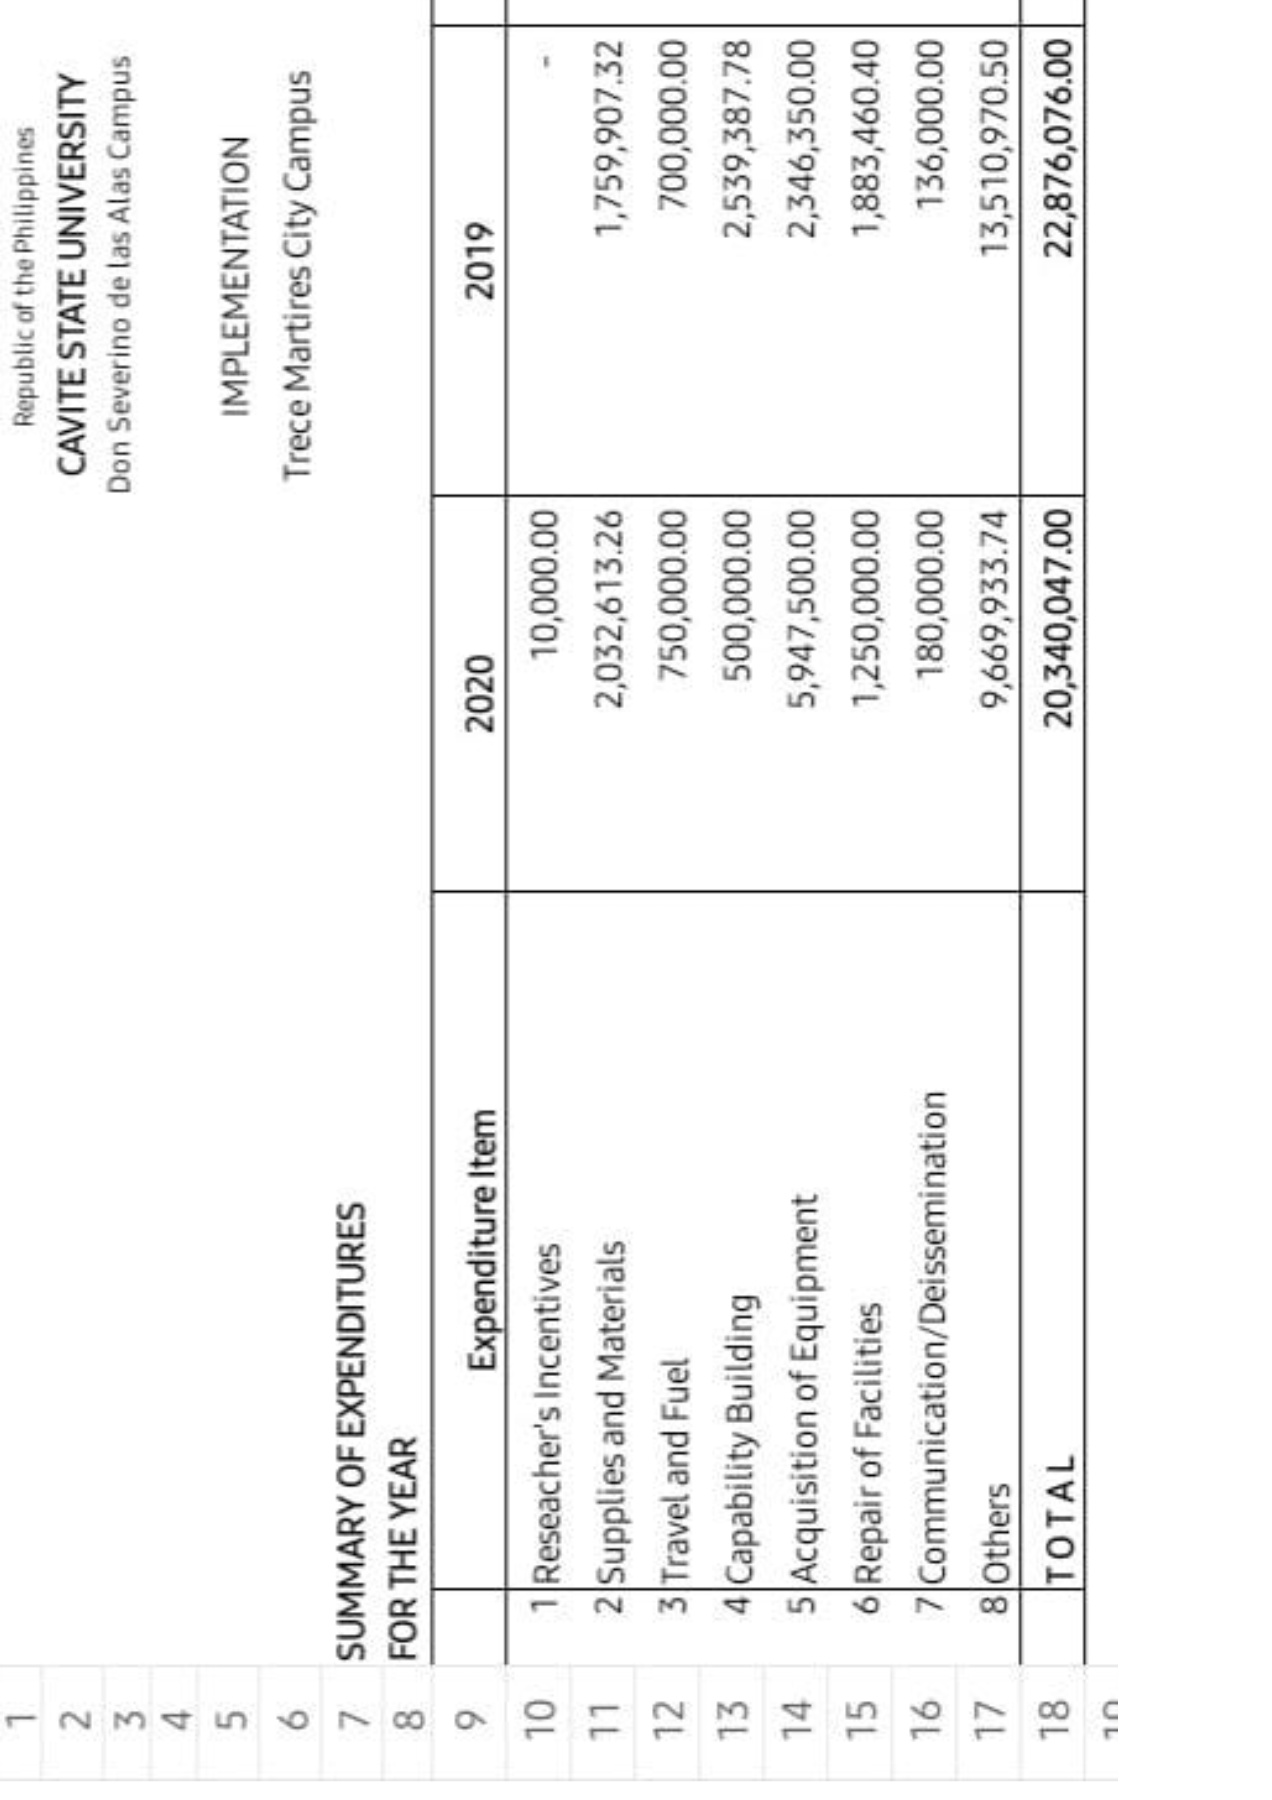 1 Republic of the Philippines
2 CAVITE STATE UNIVERSITY
3 Don Severino de las Alas Campus
4
5 IMPLEMENTATION
6 Trece Martires City Campus
7 SUMMARY OF EXPENDITURES
8 FOR THE YEAR
9 Expenditure Item 2020 2019
10 1 Reseacher's Incentives 10,000.00 -
11 2 Supplies and Materials 2,032,613.26 1,759,907.32
12 3 Travel and Fuel 750,000.00 700,000.00
13 4 Capability Building 500,000.00 2,539,387.78
14 5 Acquisition of Equipment 5,947,500.00 2,346,350.00
15 6 Repair of Facilities 1,250,000.00 1,883,460.40
16 7 Communication/Deissemination 180,000.00 136,000.00
17 8 Others 9,669,933.74 13,510,970.50
18 T O T A L 20,340,047.00 22,876,076.00